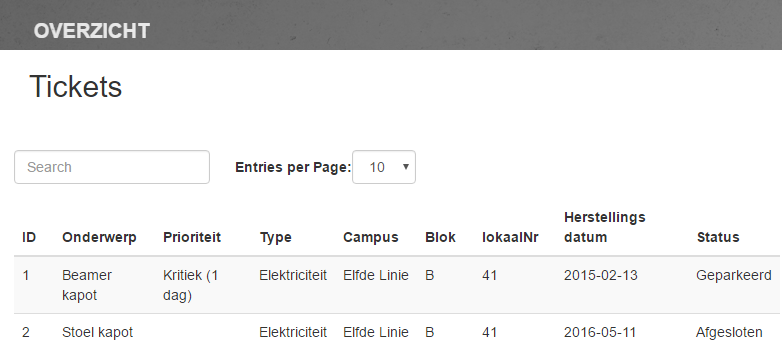 OVERZICHT
Tickets
Search Entries per Page: 10
Herstellings
ID Onderwerp Prioriteit Type Campus Blok lokaalNr datum Status
1 Beamer Kritiek (1 Elektriciteit Elfde Linie B 41 2015-02-13 Geparkeerd
kapot dag)
2 Stoel kapot Elektriciteit Elfde Linie B 41 2016-05-11 Afgesloten